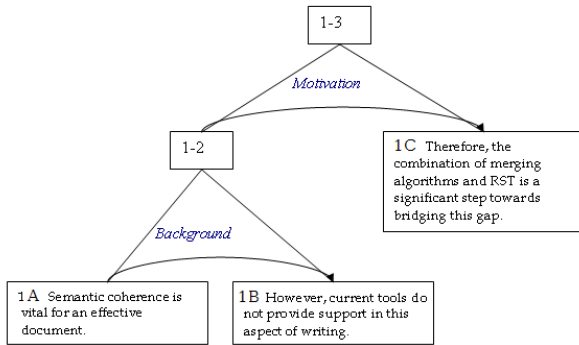 1-3
Motivation
1-2
1C Therefore, the
combination of merging
algorithms and RST is a
significant step towards
bridging this gap.
Background
1A Semantic coherence is
vital for an effective
document.
1B However, current tools do
not provide support in this
aspect of writing.